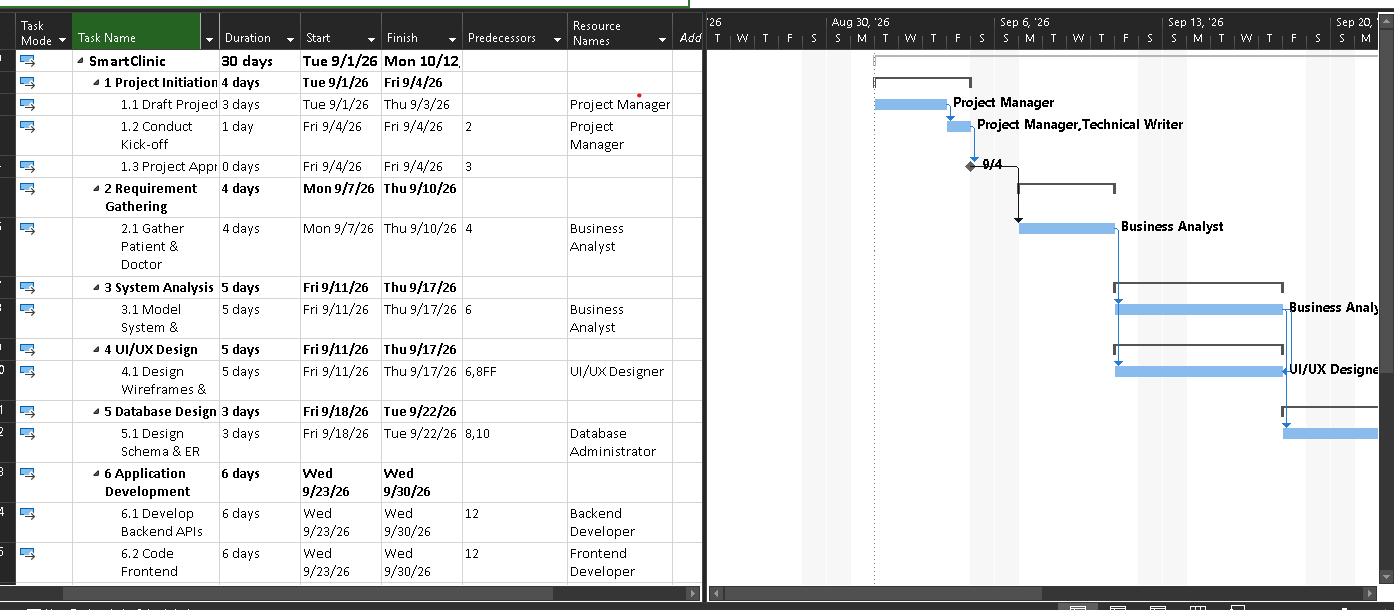 Task Mode
Task Name
Duration
Start
Finish
Predecessors
Resource Names
Add
SmartClinic 30 days Tue 9/1/26 Mon 10/12,
1 Project Initiation 4 days Tue 9/1/26 Fri 9/4/26
1.1 Draft Project 3 days Tue 9/1/26 Thu 9/3/26 Project Manager
1.2 Conduct Kick-off 1 day Fri 9/4/26 Fri 9/4/26 2 Project Manager
1.3 Project Appr 0 days Fri 9/4/26 Fri 9/4/26 3
2 Requirement Gathering 4 days Mon 9/7/26 Thu 9/10/26
2.1 Gather Patient & Doctor 4 days Mon 9/7/26 Thu 9/10/26 4 Business Analyst
3 System Analysis 5 days Fri 9/11/26 Thu 9/17/26
3.1 Model System & 5 days Fri 9/11/26 Thu 9/17/26 6 Business Analyst
4 UI/UX Design 5 days Fri 9/11/26 Thu 9/17/26
4.1 Design Wireframes & 5 days Fri 9/11/26 Thu 9/17/26 6,8FF UI/UX Designer
5 Database Design 3 days Fri 9/18/26 Tue 9/22/26
5.1 Design Schema & ER 3 days Fri 9/18/26 Tue 9/22/26 8,10 Database Administrator
6 Application Development 6 days Wed 9/23/26 Wed 9/30/26
6.1 Develop Backend APIs 6 days Wed 9/23/26 Wed 9/30/26 12 Backend Developer
6.2 Code Frontend 6 days Wed 9/23/26 Wed 9/30/26 12 Frontend Developer
'26 Aug 30, '26 Sep 6, '26 Sep 13, '26 Sep 20,
T W T F S S M T W T F S S M T W T F S S M T W T F S S M
Project Manager
Project Manager,Technical Writer
9/4
Business Analyst
Business Analy
UI/UX Designe